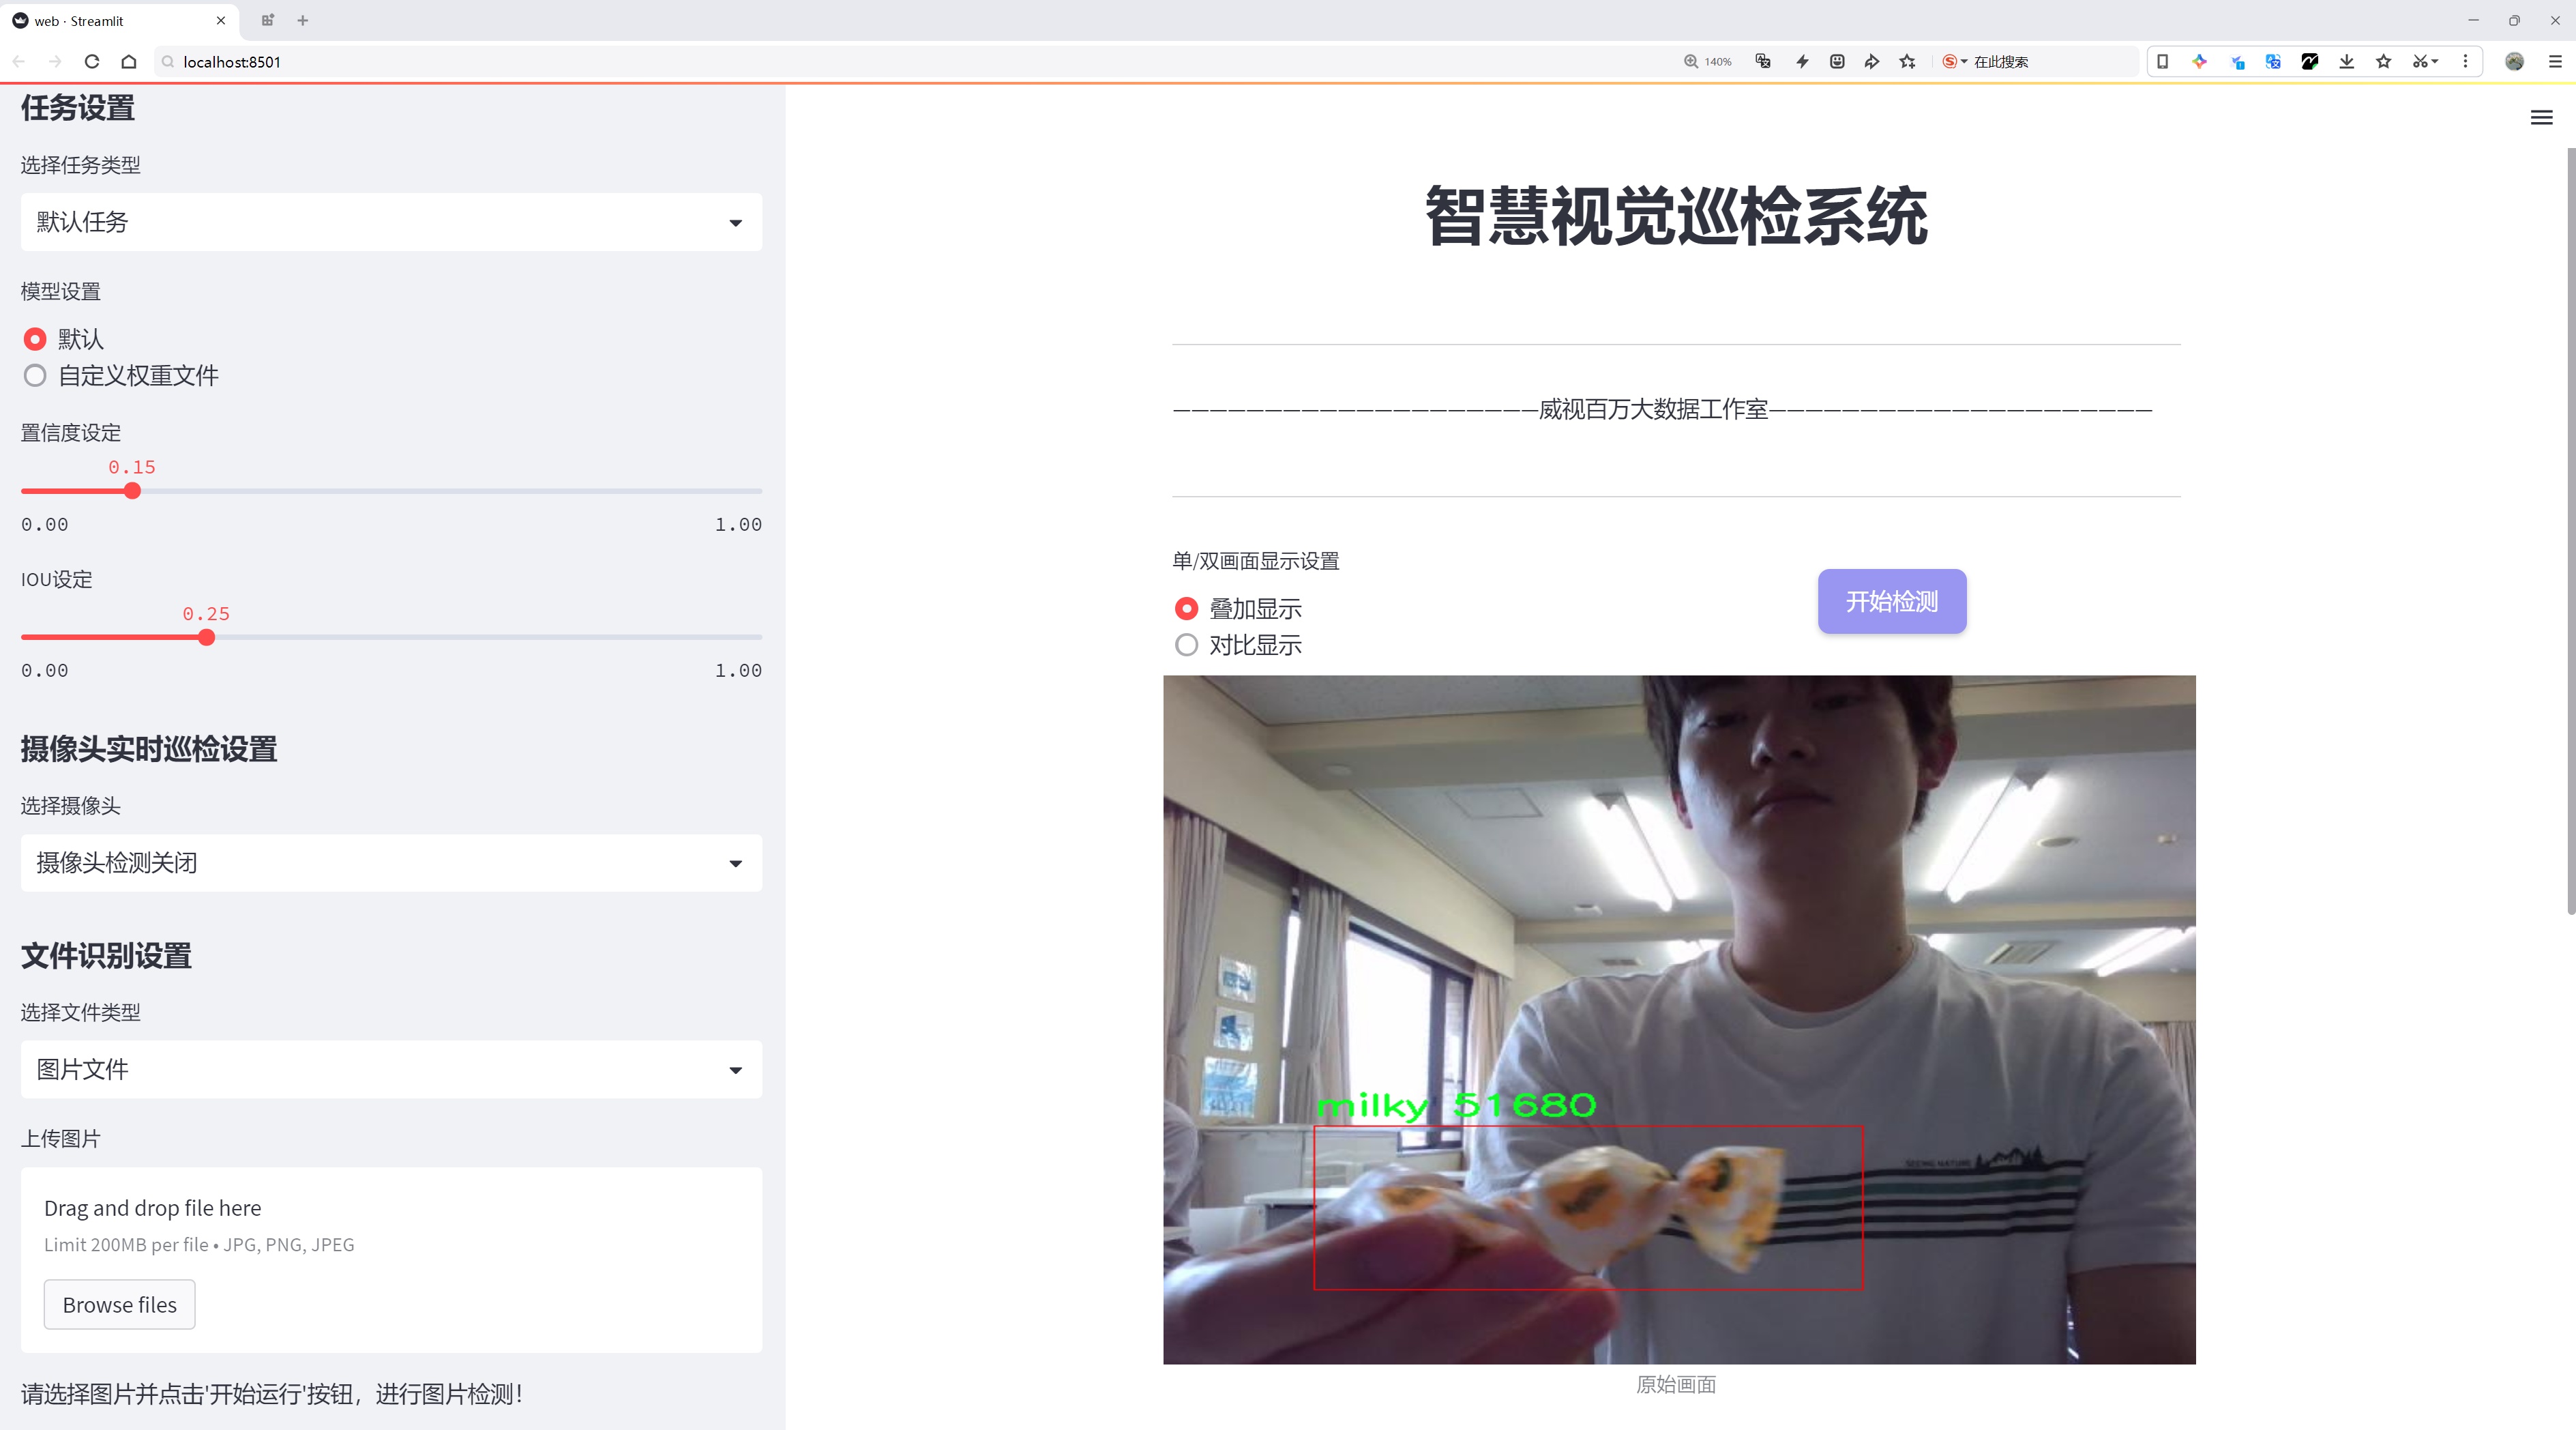 web · Streamlit
localhost:8501
140%
在此搜索
任务设置
选择任务类型
默认任务
模型设置
默认
自定义权重文件
置信度设定
0.15
0.00 1.00
IOU设定
0.25
0.00 1.00
摄像头实时巡检设置
选择摄像头
摄像头检测关闭
文件识别设置
选择文件类型
图片文件
上传图片
Drag and drop file here
Limit 200MB per file • JPG, PNG, JPEG
Browse files
请选择图片并点击'开始运行'按钮，进行图片检测！
智慧视觉巡检系统
————————————————————威视百万大数据工作室—————————————————————
单/双画面显示设置
叠加显示
对比显示
开始检测
milky 51680
SEEING NATURE
原始画面